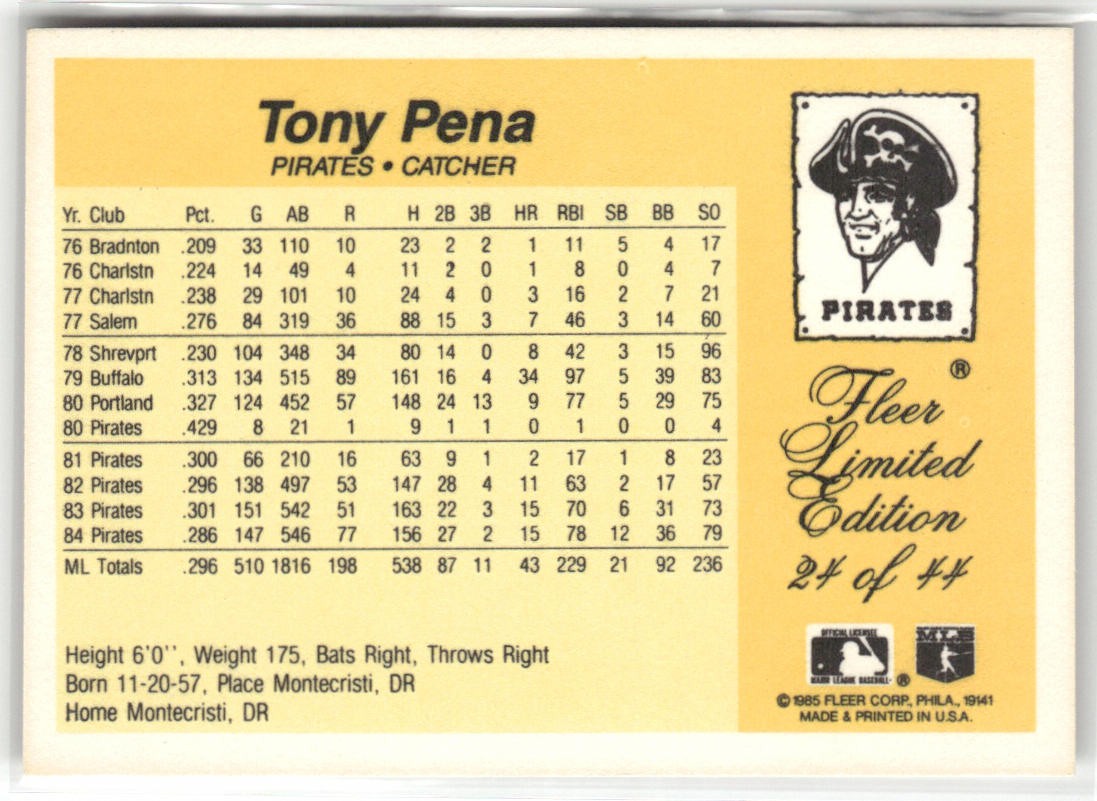 Tony Pena
PIRATES • CATCHER
Yr. Club Pct. G AB R H 2B 3B HR RBI SB BB SO
76 Bradnton .209 33 110 10 23 2 2 1 11 5 4 17
76 Charlstn .224 14 49 4 11 2 0 1 8 0 4 7
77 Charlstn .238 29 101 10 24 4 0 3 16 2 7 21
77 Salem .276 84 319 36 88 15 3 7 46 3 14 60
78 Shrevprt .230 104 348 34 80 14 0 8 42 3 15 96
79 Buffalo .313 134 515 89 161 16 4 34 97 5 39 83
80 Portland .327 124 452 57 148 24 13 9 77 5 29 75
80 Pirates .429 8 21 1 9 1 1 0 1 0 0 4
81 Pirates .300 66 210 16 63 9 1 2 17 1 8 23
82 Pirates .296 138 497 53 147 28 4 11 63 2 17 57
83 Pirates .301 151 542 51 163 22 3 15 70 6 31 73
84 Pirates .286 147 546 77 156 27 2 15 78 12 36 79
ML Totals .296 510 1816 198 538 87 11 43 229 21 92 236
Height 6'0'', Weight 175, Bats Right, Throws Right
Born 11-20-57, Place Montecristi, DR
Home Montecristi, DR
PIRATES
®
Fleer
Limited
Edition
24 of 44
OFFICIAL LICENSEE
MAJOR LEAGUE BASEBALL ®
MLB
© 1985 FLEER CORP., PHILA., 19141
MADE & PRINTED IN U.S.A.